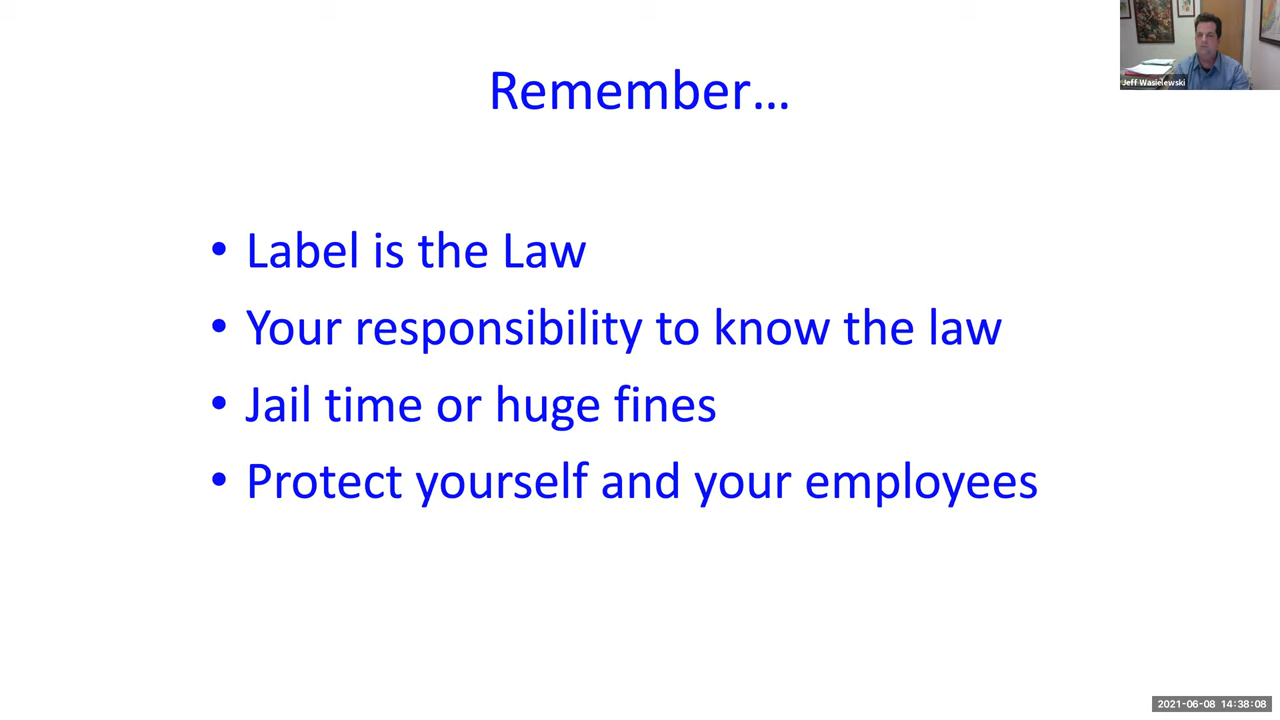 Remember...
• Label is the Law
• Your responsibility to know the law
• Jail time or huge fines
• Protect yourself and your employees
Jeff Wasielewski
2021-06-08 14:38:08